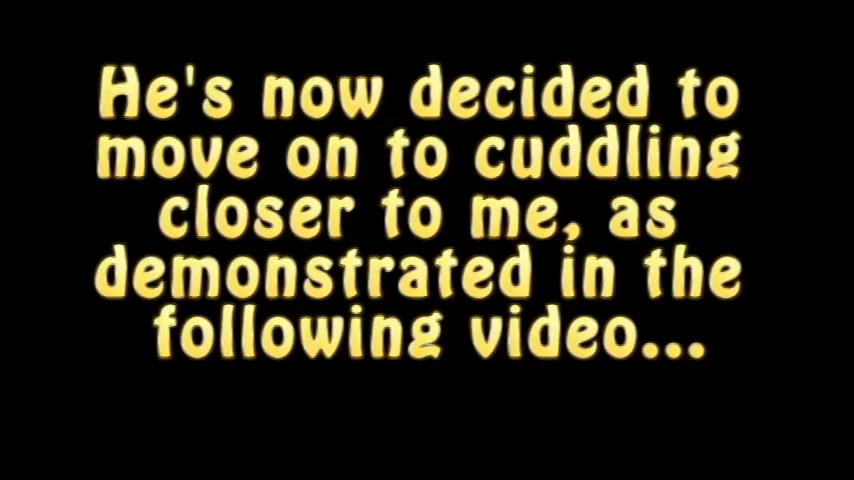 He's now decided to
move on to cuddling
closer to me, as
demonstrated in the
following video...